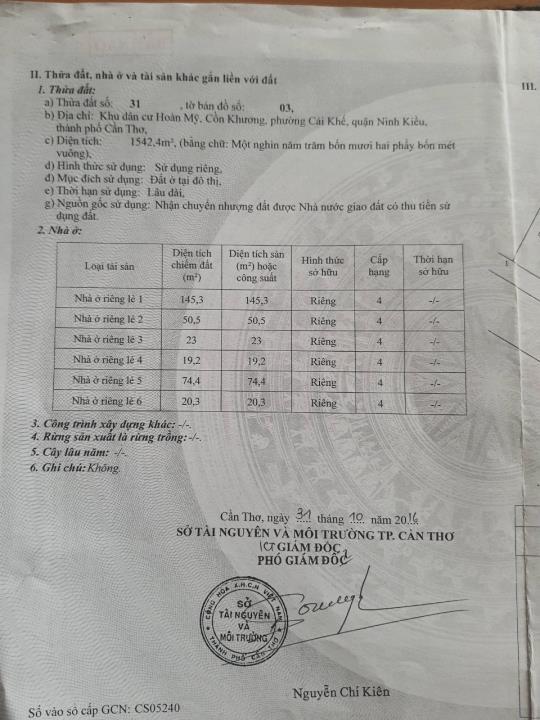 II. Thửa đất, nhà ở và tài sản khác gắn liền với đất
III.
1. Thửa đất:
a) Thửa đất số: 31 , tờ bản đồ số: 03,
b) Địa chỉ: Khu dân cư Hoàn Mỹ, Cồn Khương, phường Cái Khế, quận Ninh Kiều,
thành phố Cần Thơ,
c) Diện tích: 1542,4m², (bằng chữ: Một nghìn năm trăm bốn mươi hai phẩy bốn mét
vuông),
d) Hình thức sử dụng: Sử dụng riêng,
đ) Mục đích sử dụng: Đất ở tại đô thị,
e) Thời hạn sử dụng: Lâu dài,
g) Nguồn gốc sử dụng: Nhận chuyển nhượng đất được Nhà nước giao đất có thu tiền sử
dụng đất.
2. Nhà ở:
Loại tài sản Diện tích chiếm đất (m²) Diện tích sàn (m²) hoặc công suất Hình thức sở hữu Cấp hạng Thời hạn sở hữu
Nhà ở riêng lẻ 1 145,3 145,3 Riêng 4 -/-
Nhà ở riêng lẻ 2 50,5 50,5 Riêng 4 -/-
Nhà ở riêng lẻ 3 23 23 Riêng 4 -/-
Nhà ở riêng lẻ 4 19,2 19,2 Riêng 4 -/-
Nhà ở riêng lẻ 5 74,4 74,4 Riêng 4 -/-
Nhà ở riêng lẻ 6 20,3 20,3 Riêng 4 -/-
3. Công trình xây dựng khác: -/-.
4. Rừng sản xuất là rừng trồng: -/-.
5. Cây lâu năm: -/-.
6. Ghi chú: Không.
Cần Thơ, ngày 31 tháng 10 năm 2016
SỞ TÀI NGUYÊN VÀ MÔI TRƯỜNG TP. CẦN THƠ
KT GIÁM ĐỐC
PHÓ GIÁM ĐỐC
CỘNG HÒA X.H.C.N VIỆT NAM
SỞ
TÀI NGUYÊN
VÀ
MÔI TRƯỜNG
THÀNH PHỐ CẦN THƠ
Nguyễn Chí Kiên
Số vào sổ cấp GCN: CS05240